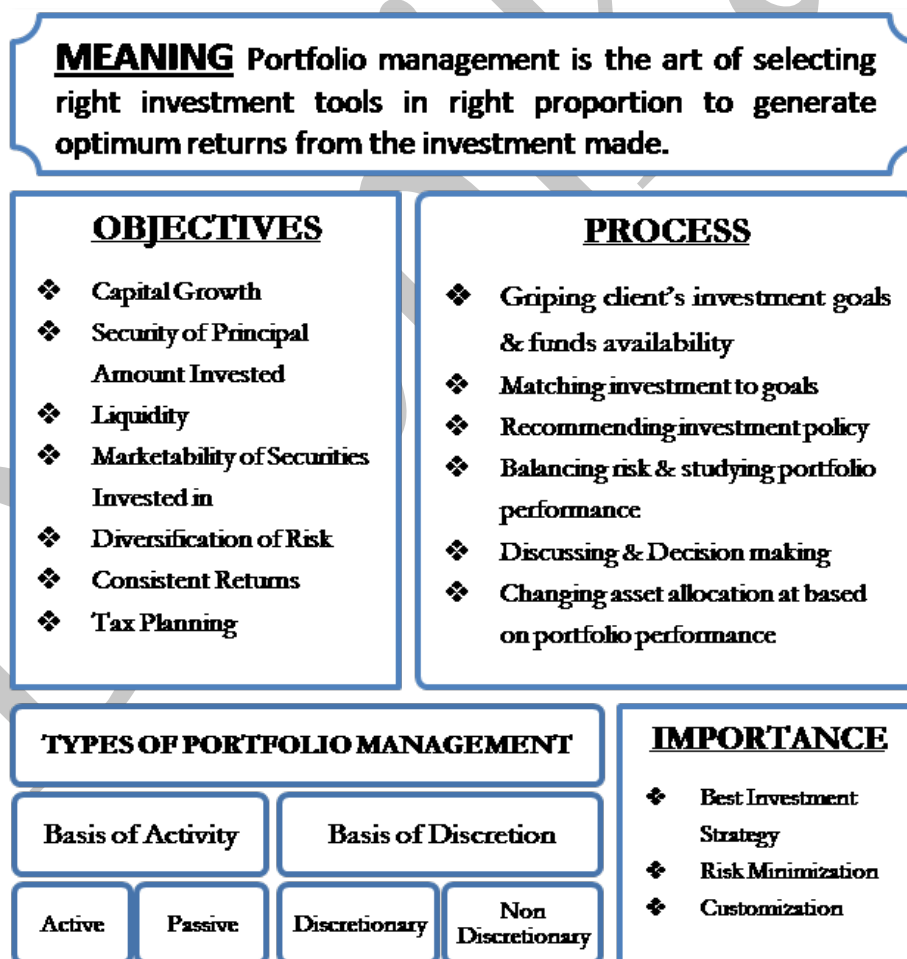 MEANING Portfolio management is the art of selecting
right investment tools in right proportion to generate
optimum returns from the investment made.
OBJECTIVES
❖ Capital Growth
❖ Security of Principal
Amount Invested
❖ Liquidity
❖ Marketability of Securities
Invested in
❖ Diversification of Risk
❖ Consistent Returns
❖ Tax Planning
PROCESS
❖ Griping client's investment goals
& funds availability
❖ Matching investment to goals
❖ Recommending investment policy
❖ Balancing risk & studying portfolio
performance
❖ Discussing & Decision making
❖ Changing asset allocation at based
on portfolio performance
TYPES OF PORTFOLIO MANAGEMENT
Basis of Activity
Basis of Discretion
Active
Passive
Discretionary
Non
Discretionary
IMPORTANCE
❖ Best Investment
Strategy
❖ Risk Minimization
❖ Customization